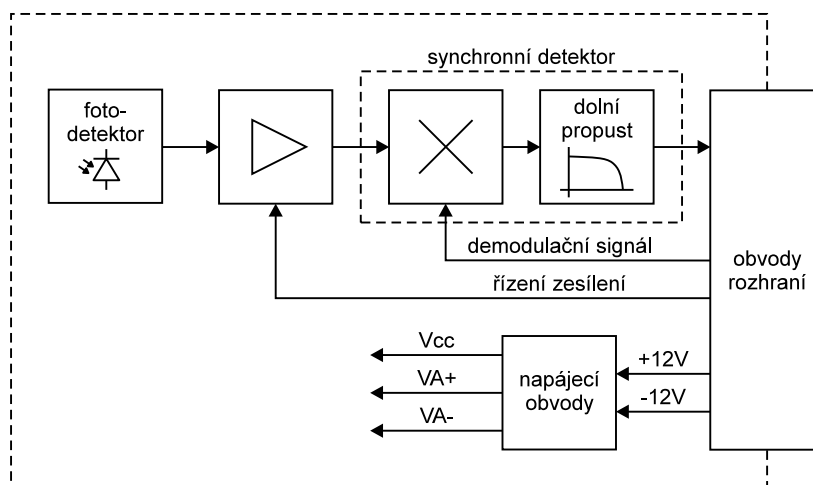 synchronní detektor
foto-
detektor
dolní
propust
demodulační signál
řízení zesílení
obvody
rozhraní
Vcc
VA+
VA-
napájecí
obvody
+12V
-12V